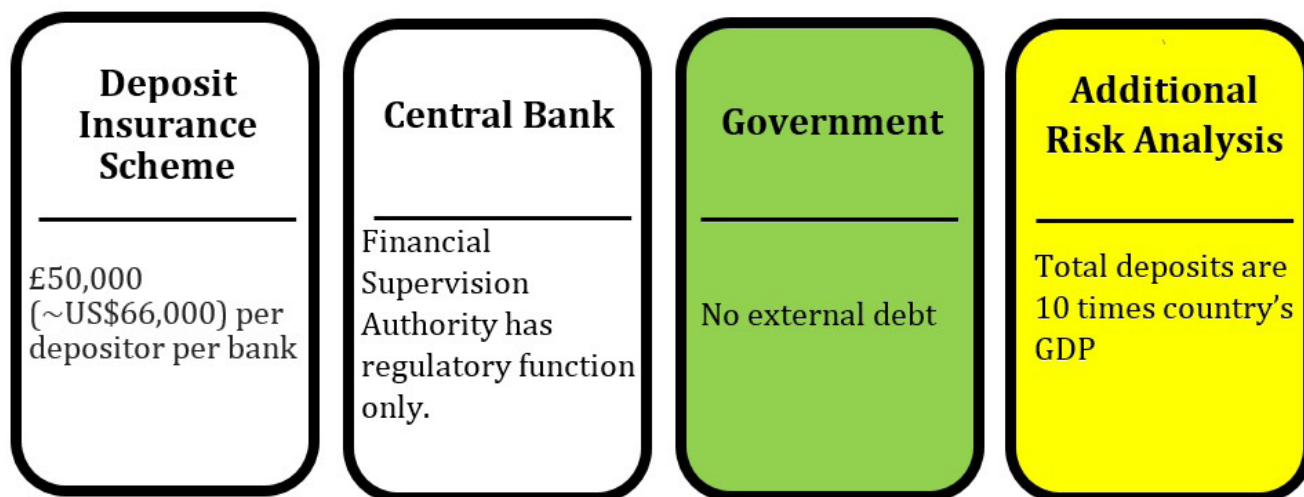 Deposit
Insurance
Scheme
£50,000
(~US$66,000) per
depositor per bank
Central Bank
Financial
Supervision
Authority has
regulatory function
only.
Government
No external debt
Additional
Risk Analysis
Total deposits are
10 times country's
GDP